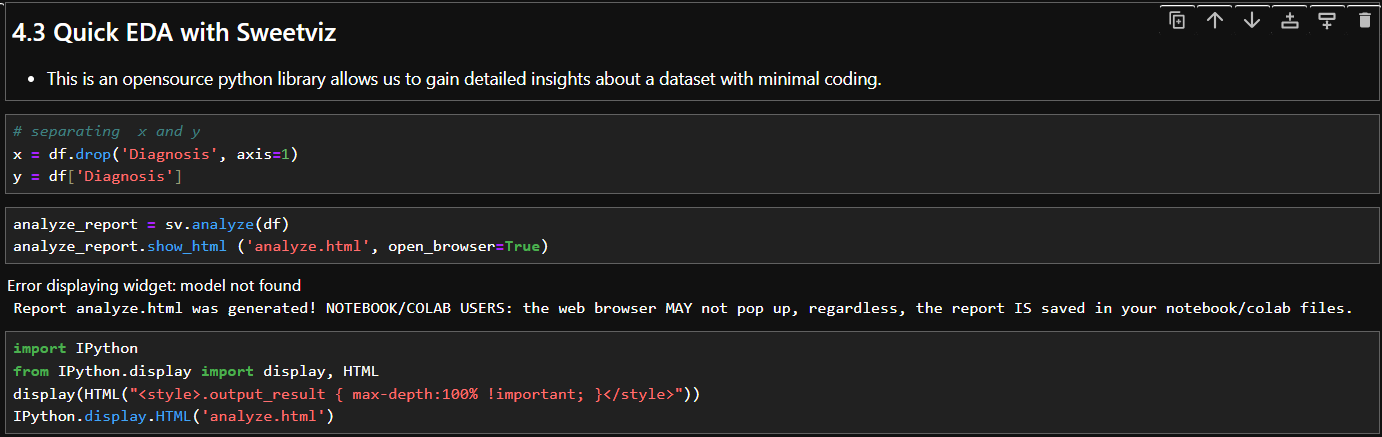 4.3 Quick EDA with Sweetviz
• This is an opensource python library allows us to gain detailed insights about a dataset with minimal coding.
# separating  x and y
x = df.drop('Diagnosis', axis=1)
y = df['Diagnosis']
analyze_report = sv.analyze(df)
analyze_report.show_html ('analyze.html', open_browser=True)
Error displaying widget: model not found
Report analyze.html was generated! NOTEBOOK/COLAB USERS: the web browser MAY not pop up, regardless, the report IS saved in your notebook/colab files.
import IPython
from IPython.display import display, HTML
display(HTML("<style>.output_result { max-depth:100% !important; }</style>"))
IPython.display.HTML('analyze.html')